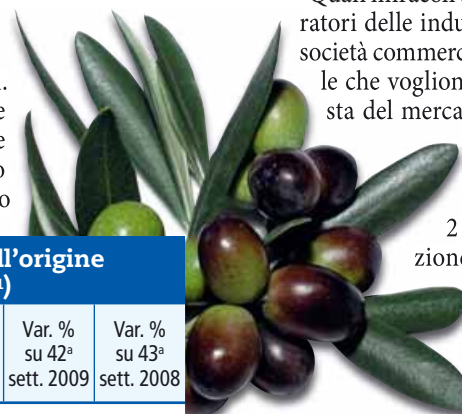 ratori delle indu
società commerc
le che voglion
sta del merca
2
zione
e
e
o
o
ll'origine
)
Var. %
su 42ª
sett. 2009
Var. %
su 43ª
sett. 2008